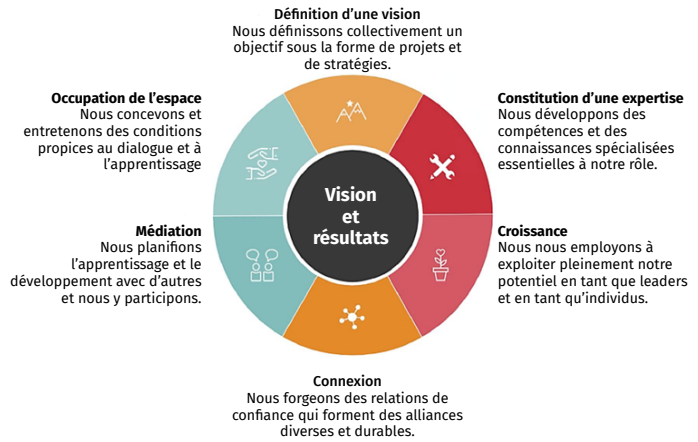 Définition d’une vision
Nous définissons collectivement un
objectif sous la forme de projets et
de stratégies.
Occupation de l’espace
Nous concevons et
entretenons des conditions
propices au dialogue et à
l’apprentissage
Constitution d’une expertise
Nous développons des
compétences et des
connaissances spécialisées
essentielles à notre rôle.
Vision
et
résultats
Médiation
Nous planifions
l’apprentissage et le
développement avec d’autres
et nous y participons.
Croissance
Nous nous employons à
exploiter pleinement notre
potentiel en tant que leaders
et en tant qu’individus.
Connexion
Nous forgeons des relations de
confiance qui forment des alliances
diverses et durables.